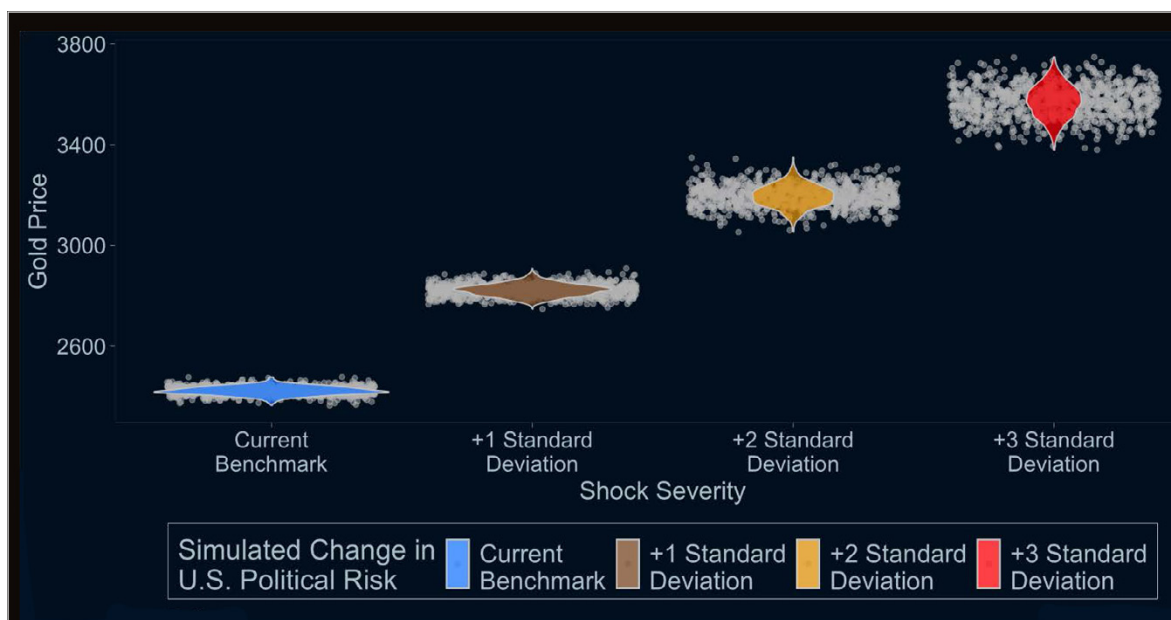 3800
3400
3000
2600
Gold Price
Current
Benchmark
+1 Standard
Deviation
+2 Standard
Deviation
+3 Standard
Deviation
Shock Severity
Simulated Change in
U.S. Political Risk
Current
Benchmark
+1 Standard
Deviation
+2 Standard
Deviation
+3 Standard
Deviation